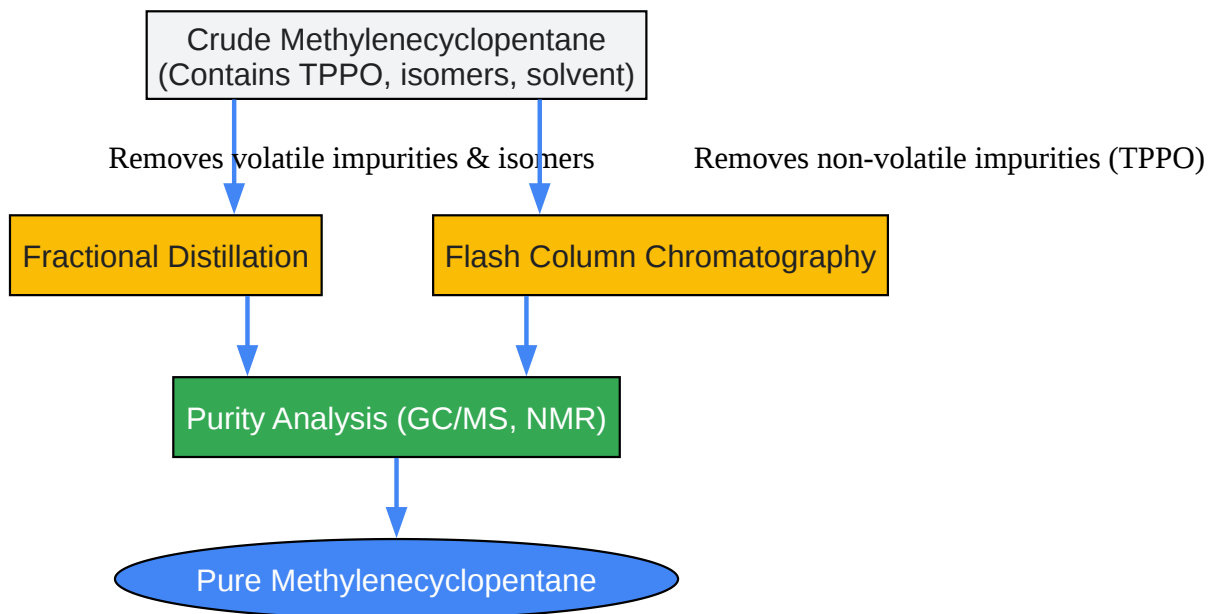 Crude Methylenecyclopentane
(Contains TPPO, isomers, solvent)
Removes volatile impurities & isomers
Removes non-volatile impurities (TPPO)
Fractional Distillation
Flash Column Chromatography
Purity Analysis (GC/MS, NMR)
Pure Methylenecyclopentane